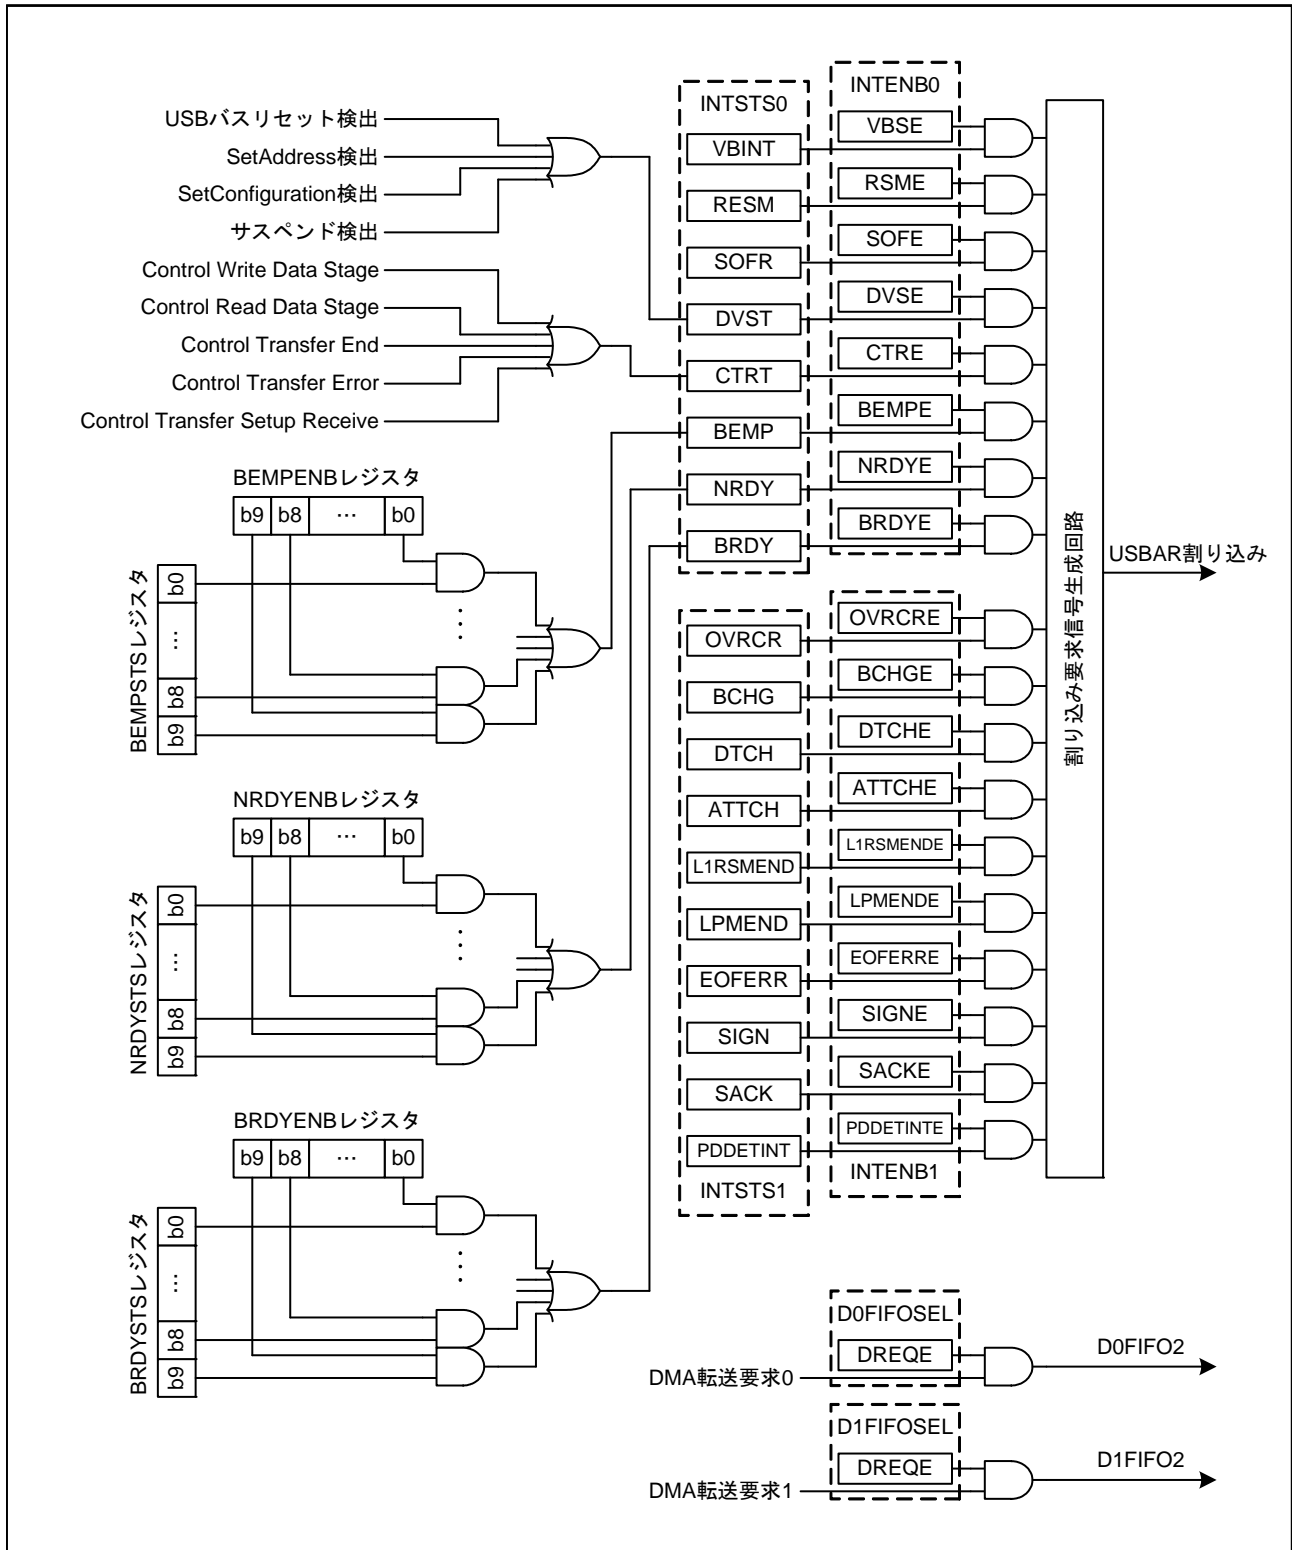 USBバスリセット検出
SetAddress検出
SetConfiguration検出
サスペンド検出
Control Write Data Stage
Control Read Data Stage
Control Transfer End
Control Transfer Error
Control Transfer Setup Receive
BEMPENBレジスタ
b9 b8 … b0
BEMPSTSレジスタ
b0
…
b8
b9
NRDYENBレジスタ
b9 b8 … b0
NRDYSTSレジスタ
b0
…
b8
b9
BRDYENBレジスタ
b9 b8 … b0
BRDYSTSレジスタ
b0
…
b8
b9
INTSTS0
VBINT
RESM
SOFR
DVST
CTRT
BEMP
NRDY
BRDY
INTENB0
VBSE
RSME
SOFE
DVSE
CTRE
BEMPE
NRDYE
BRDYE
OVRCR
BCHG
DTCH
ATTCH
L1RSMEND
LPMEND
EOFERR
SIGN
SACK
PDDETINT
INTSTS1
OVRCRE
BCHGE
DTCHE
ATTCHE
L1RSMENDE
LPMENDE
EOFERRE
SIGNE
SACKE
PDDETINTE
INTENB1
割り込み要求信号生成回路
USBAR割り込み
D0FIFOSEL
DREQE
DMA転送要求0
D0FIFO2
D1FIFOSEL
DREQE
DMA転送要求1
D1FIFO2